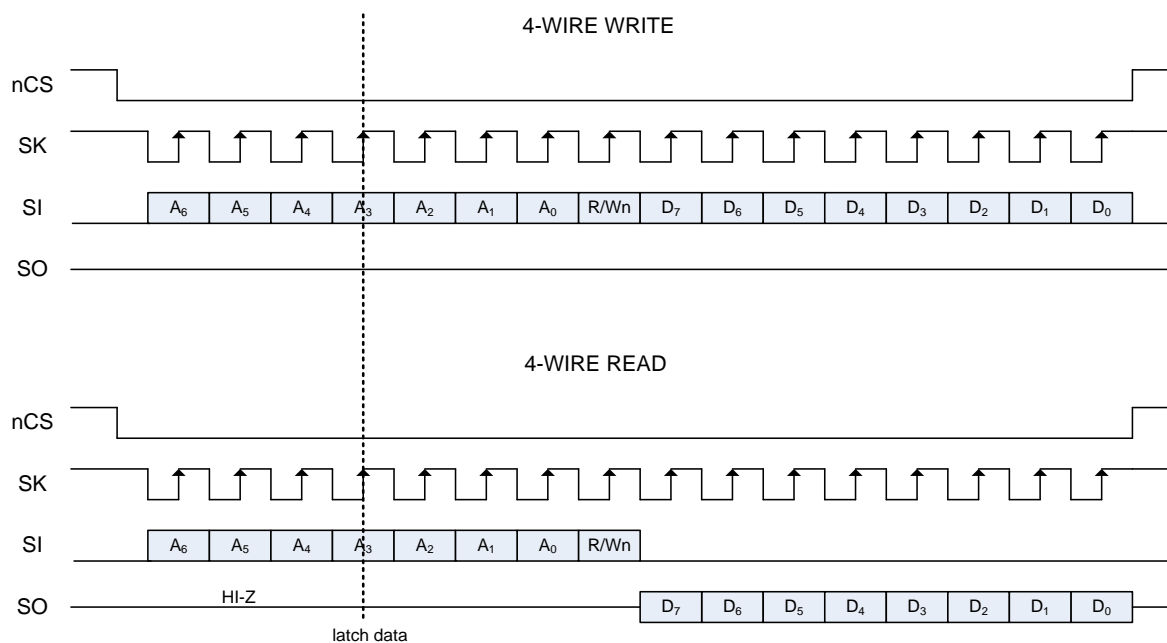 4-WIRE WRITE
nCS
SK
SI A₆ A₅ A₄ A₃ A₂ A₁ A₀ R/Wn D₇ D₆ D₅ D₄ D₃ D₂ D₁ D₀
SO
4-WIRE READ
nCS
SK
SI A₆ A₅ A₄ A₃ A₂ A₁ A₀ R/Wn
SO HI-Z D₇ D₆ D₅ D₄ D₃ D₂ D₁ D₀
latch data